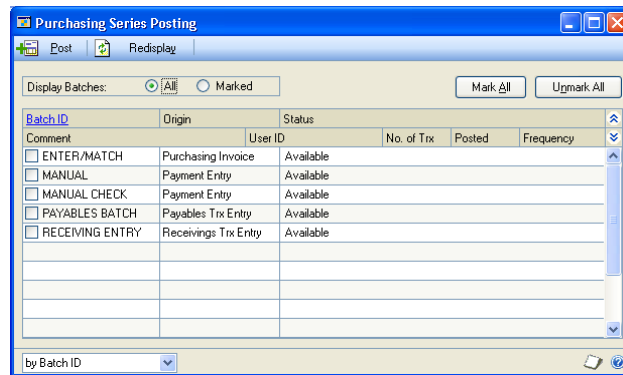 Purchasing Series Posting
Post Redisplay
Display Batches: All Marked Mark All Unmark All
Batch ID Origin Status
Comment User ID No. of Trx Posted Frequency
ENTER/MATCH Purchasing Invoice Available
MANUAL Payment Entry Available
MANUAL CHECK Payment Entry Available
PAYABLES BATCH Payables Trx Entry Available
RECEIVING ENTRY Receivings Trx Entry Available
by Batch ID